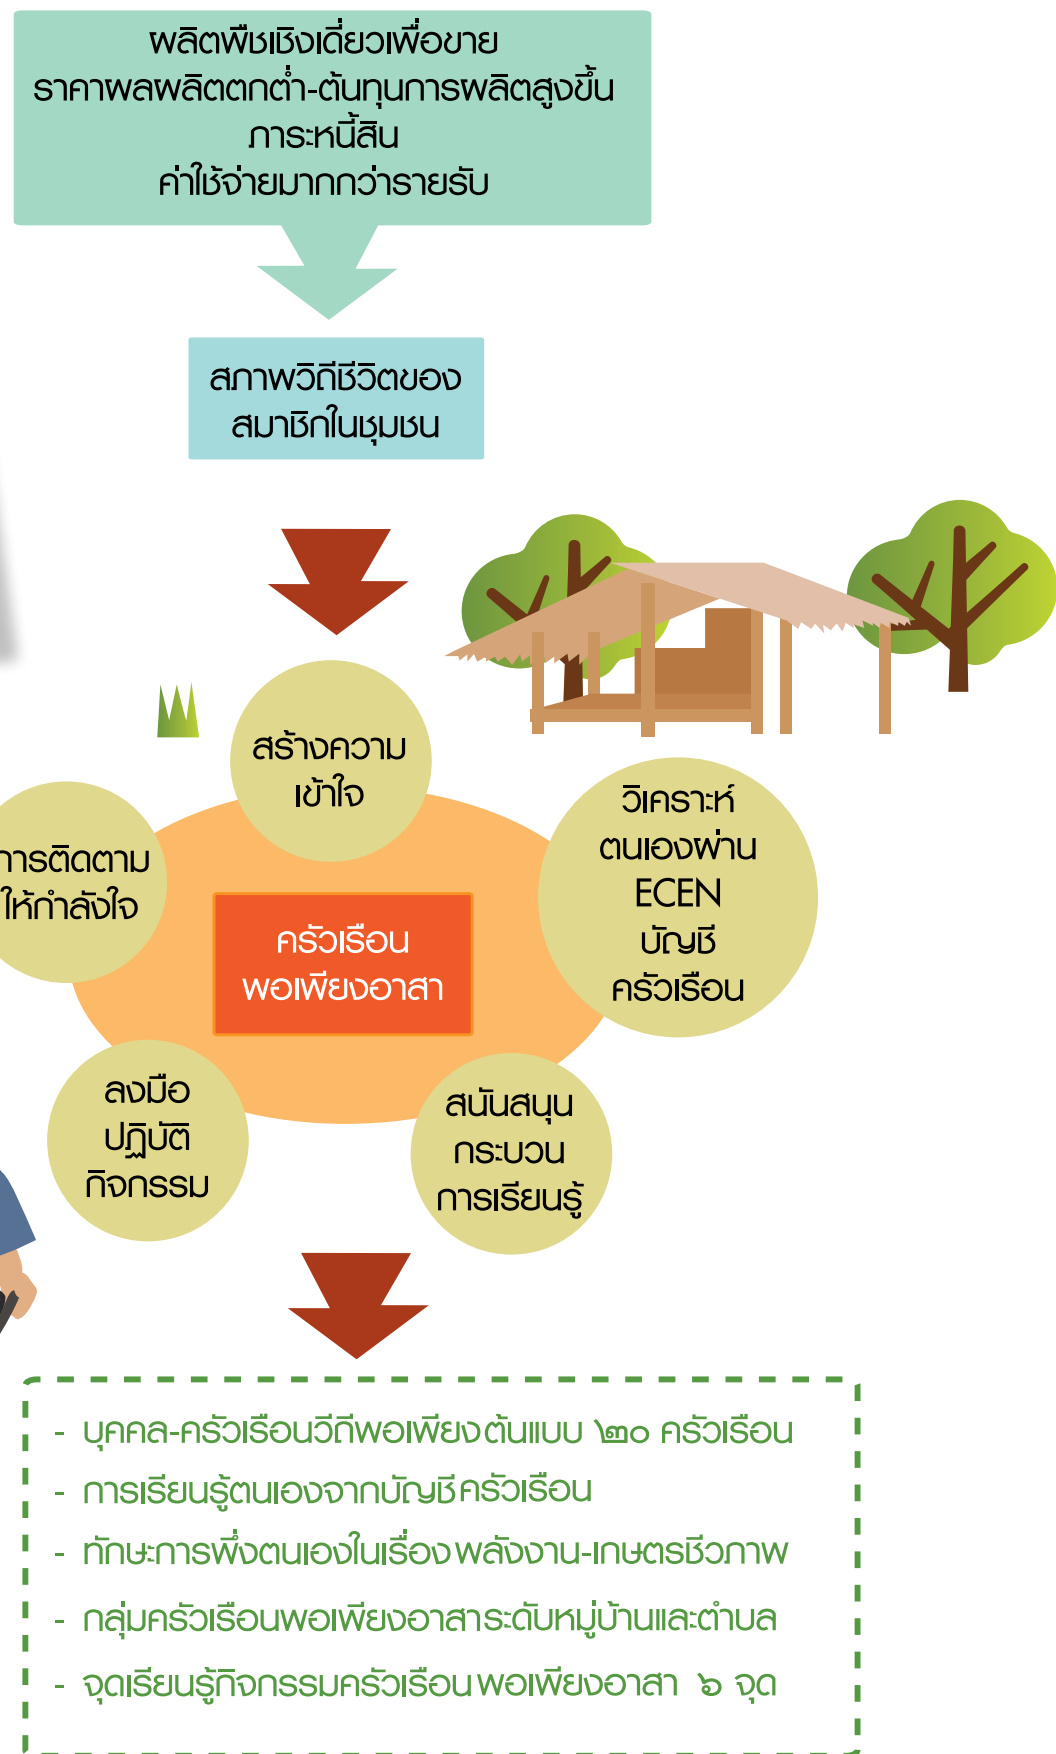 ผลิตพืชเชิงเดี่ยวเพื่อขาย
ราคาผลผลิตตกต่ำ-ต้นทุนการผลิตสูงขึ้น
ภาระหนี้สิน
ค่าใช้จ่ายมากกว่ารายรับ
สภาพวิถีชีวิตของ
สมาชิกในชุมชน
สร้างความ
เข้าใจ
วิเคราะห์
ตนเองผ่าน
ECEN
บัญชี
ครัวเรือน
การติดตาม
ให้กำลังใจ
ครัวเรือน
พอเพียงอาสา
ลงมือ
ปฏิบัติ
กิจกรรม
สนันสนุน
กระบวน
การเรียนรู้
- บุคคล-ครัวเรือนวีถีพอเพียงต้นแบบ ๒๐ ครัวเรือน
- การเรียนรู้ตนเองจากบัญชีครัวเรือน
- ทักษะการพึ่งตนเองในเรื่องพลังงาน-เกษตรชีวภาพ
- กลุ่มครัวเรือนพอเพียงอาสาระดับหมู่บ้านและตำบล
- จุดเรียนรู้กิจกรรมครัวเรือนพอเพียงอาสา ๖ จุด